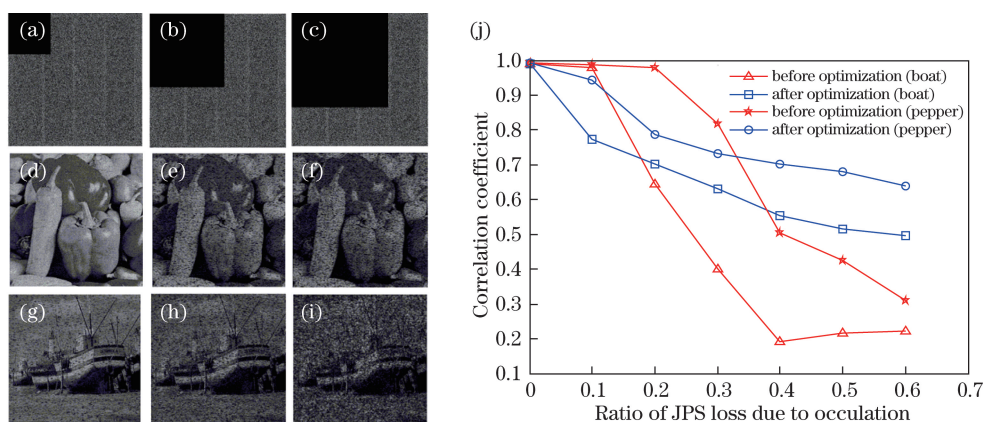 (a)
(b)
(c)
(d)
(e)
(f)
(g)
(h)
(i)
(j)
1.0
0.9
0.8
0.7
0.6
0.5
0.4
0.3
0.2
0.1
Correlation coefficient
before optimization (boat)
after optimization (boat)
before optimization (pepper)
after optimization (pepper)
0 0.1 0.2 0.3 0.4 0.5 0.6 0.7
Ratio of JPS loss due to occulation